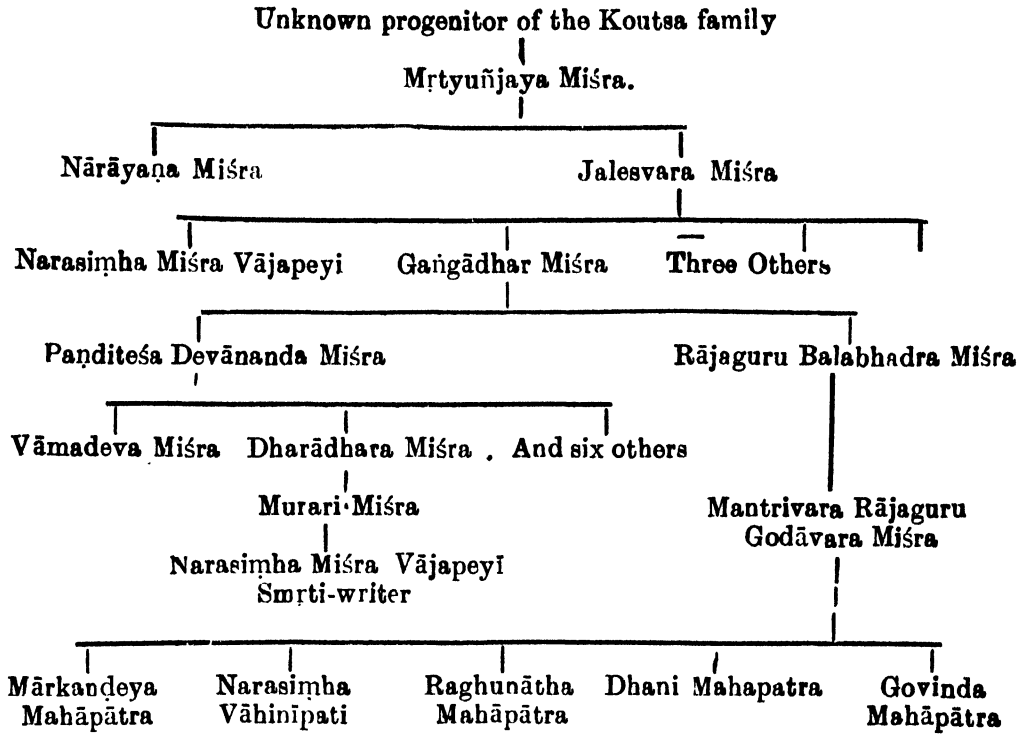 Unknown progenitor of the Koutsa family
Mṛtyuñjaya Miśra.
Nārāyaṇa Miśra Jalesvara Miśra
Narasiṃha Miśra Vājapeyi Gaṅgādhar Miśra Three Others
Paṇḍiteśa Devānanda Miśra Rājaguru Balabhadra Miśra
Vāmadeva Miśra Dharādhara Miśra . And six others
Murari Miśra Mantrivara Rājaguru
Godāvara Miśra
Narasiṃha Miśra Vājapeyī
Smṛti-writer
Mārkaṇḍeya Narasiṃha Raghunātha Dhani Mahapatra Govinda
Mahāpātra Vāhinīpati Mahāpātra Mahāpātra